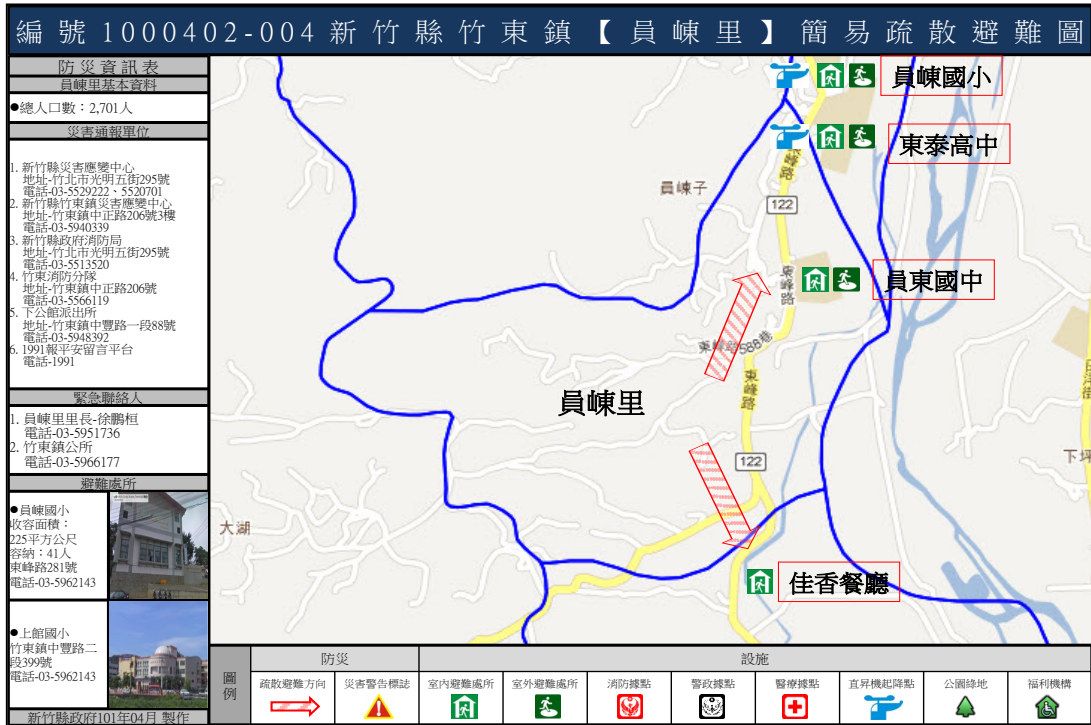 編號1000402-004新竹縣竹東鎮【員崠里】簡易疏散避難圖
防災資訊表
員崠里基本資料
●總人口數：2,701人
災害通報單位
1. 新竹縣災害應變中心
地址-竹北市光明五街295號
電話-03-5529222、5520701
2. 新竹縣竹東鎮災害應變中心
地址-竹東鎮中正路206號3樓
電話-03-5940339
3. 新竹縣政府消防局
地址-竹北市光明五街295號
電話-03-5513520
4. 竹東消防分隊
地址-竹東鎮中正路206號
電話-03-5566119
5. 下公館派出所
地址-竹東鎮中豐路一段88號
電話-03-5948392
6. 1991報平安留言平台
電話-1991
緊急聯絡人
1. 員崠里里長-徐鵬桓
電話-03-5951736
2. 竹東鎮公所
電話-03-5966177
避難處所
●員崠國小
收容面積：
225平方公尺
容納：41人
東峰路281號
電話-03-5962143
●上館國小
竹東鎮中豐路二
段399號
電話-03-5962143
新竹縣政府101年04月 製作
員崠國小
東泰高中
東峰路
員崠子
122
員東國中
東峰路
東峰路588巷
東峰路
員崠里
122
下坪
大湖
佳香餐廳
圖例
防災
設施
疏散避難方向
災害警告標誌
室內避難處所
室外避難處所
消防據點
警政據點
醫療據點
直昇機起降點
公園綠地
福利機構